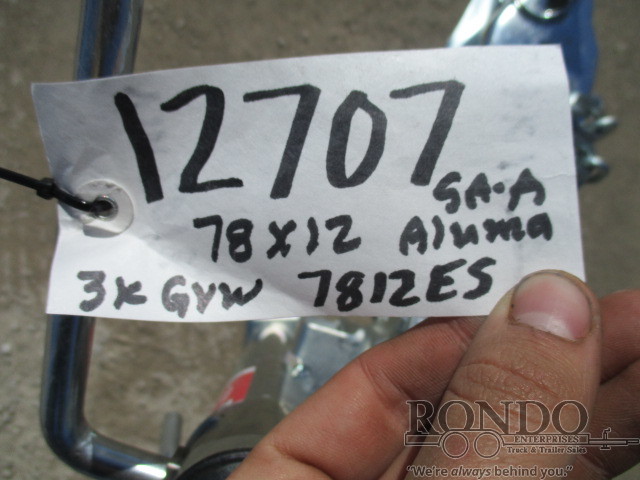 12707
SA-A
78x12 Aluma
3K GVW 7812ES
RONDO
ENTERPRISES
Truck & Trailer Sales
"We're always behind you."